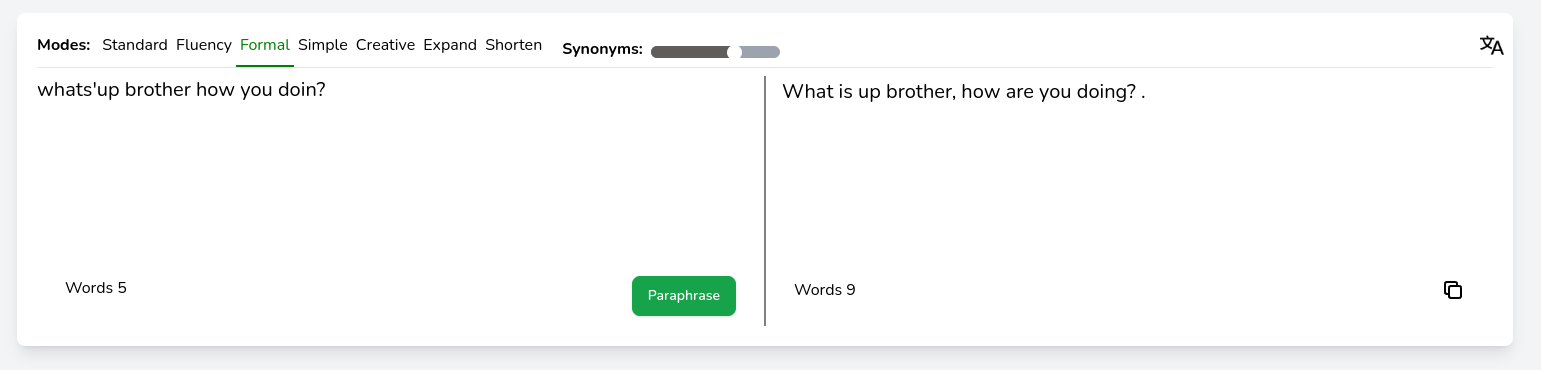 Modes: Standard Fluency Formal Simple Creative Expand Shorten Synonyms:
whats'up brother how you doin?
What is up brother, how are you doing? .
Words 5
Paraphrase
Words 9